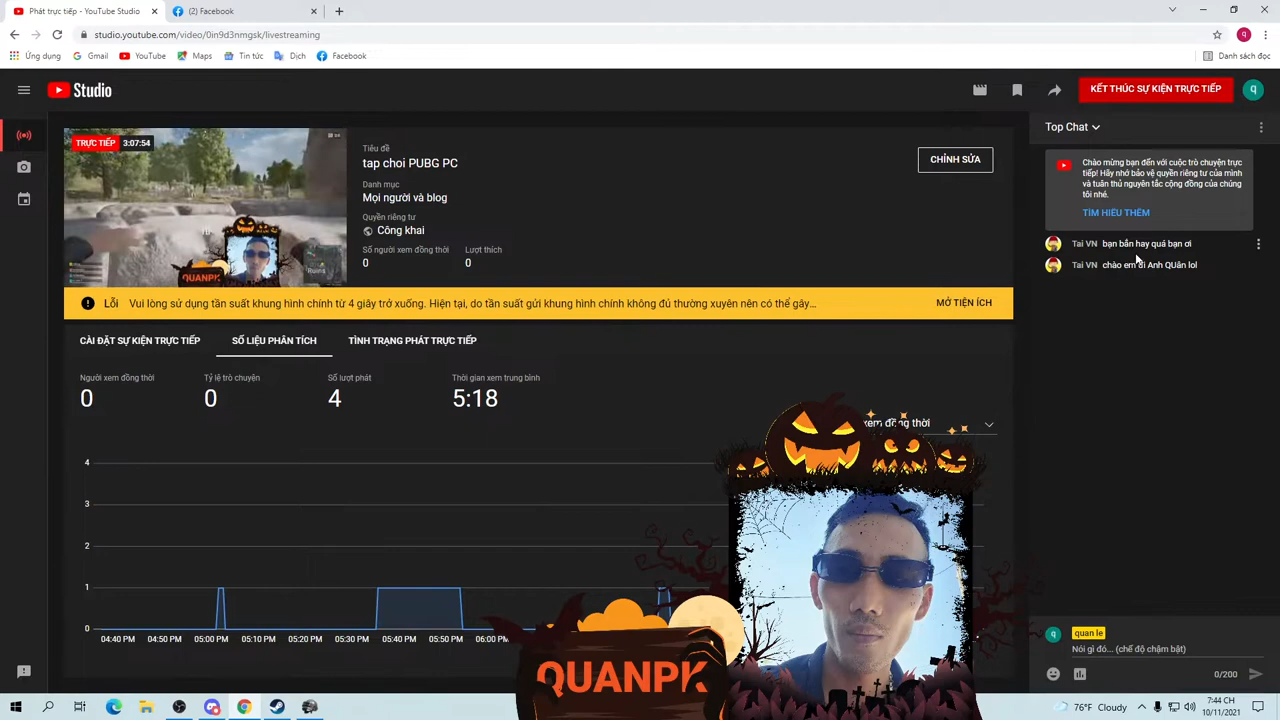 Phát trực tiếp - YouTube Studio
(20) Facebook
studio.youtube.com/video/0in9d3nmgsk/livestreaming
q
Ứng dụng
Gmail
YouTube
Maps
Tin tức
Dịch
Facebook
Danh sách đọc
Studio
KẾT THÚC SỰ KIỆN TRỰC TIẾP
q
TRỰC TIẾP 3:07:54
QUANPK
Tiêu đề
tap choi PUBG PC
CHỈNH SỬA
Danh mục
Mọi người và blog
Quyền riêng tư
Công khai
Số người xem đồng thời
Lượt thích
0
0
Top Chat
Chào mừng bạn đến với cuộc trò chuyện trực
tiếp! Hãy nhớ bảo vệ quyền riêng tư của mình
và tuân thủ nguyên tắc cộng đồng của chúng
tôi nhé.
TÌM HIỂU THÊM
Tai VN bạn bắn hay quá bạn ơi
Tai VN chào em đi Anh QUân lol
Lỗi Vui lòng sử dụng tần suất khung hình chính từ 4 giây trở xuống. Hiện tại, do tần suất gửi khung hình chính không đủ thường xuyên nên có thể gây…
MỞ TIỆN ÍCH
CÀI ĐẶT SỰ KIỆN TRỰC TIẾP
SỐ LIỆU PHÂN TÍCH
TÌNH TRẠNG PHÁT TRỰC TIẾP
Người xem đồng thời
Tỷ lệ trò chuyện
Số lượt phát
Thời gian xem trung bình
0
0
4
5:18
xem đồng thời
4
3
2
1
0
04:40 PM
04:50 PM
05:00 PM
05:10 PM
05:20 PM
05:30 PM
05:40 PM
05:50 PM
06:00 PM
QUANPK
q
quan le
Nói gì đó... (chế độ chậm bật)
0/200
76°F Cloudy
7:44 CH
10/11/2021